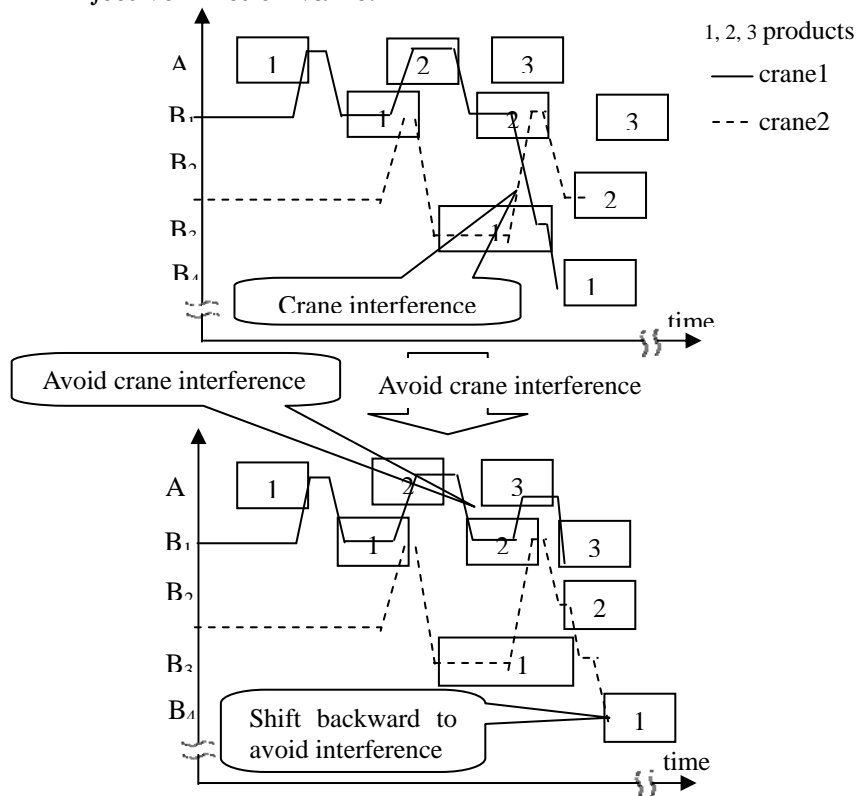 1, 2, 3 products
crane1
crane2
A
1
2
3
B₁
1
2
3
B₂
2
B₃
1
B₄
1
Crane interference
time
Avoid crane interference
Avoid crane interference
A
1
2
3
B₁
1
2
3
B₂
2
B₃
1
B₄
1
Shift backward to
avoid interference
time